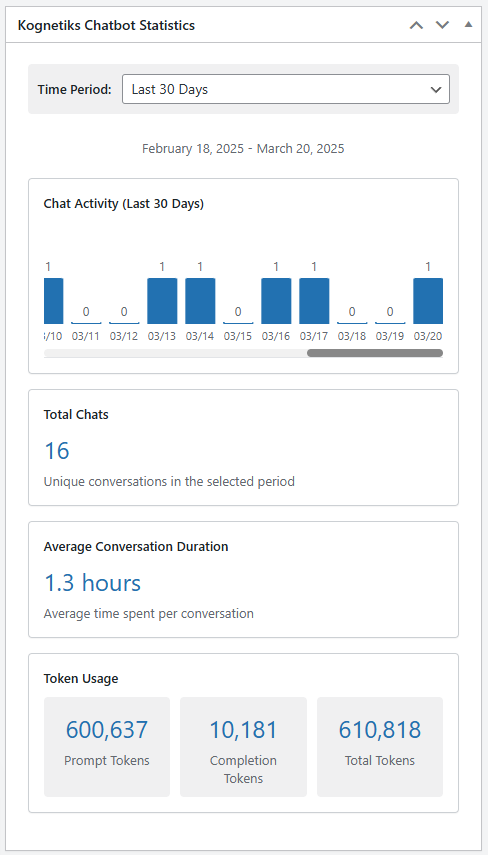 Kognetiks Chatbot Statistics
Time Period: Last 30 Days
February 18, 2025 - March 20, 2025
Chat Activity (Last 30 Days)
1 0 0 1 1 0 1 1 0 0 1
/10 03/11 03/12 03/13 03/14 03/15 03/16 03/17 03/18 03/19 03/20
Total Chats
16
Unique conversations in the selected period
Average Conversation Duration
1.3 hours
Average time spent per conversation
Token Usage
600,637 10,181 610,818
Prompt Tokens Completion Tokens Total Tokens